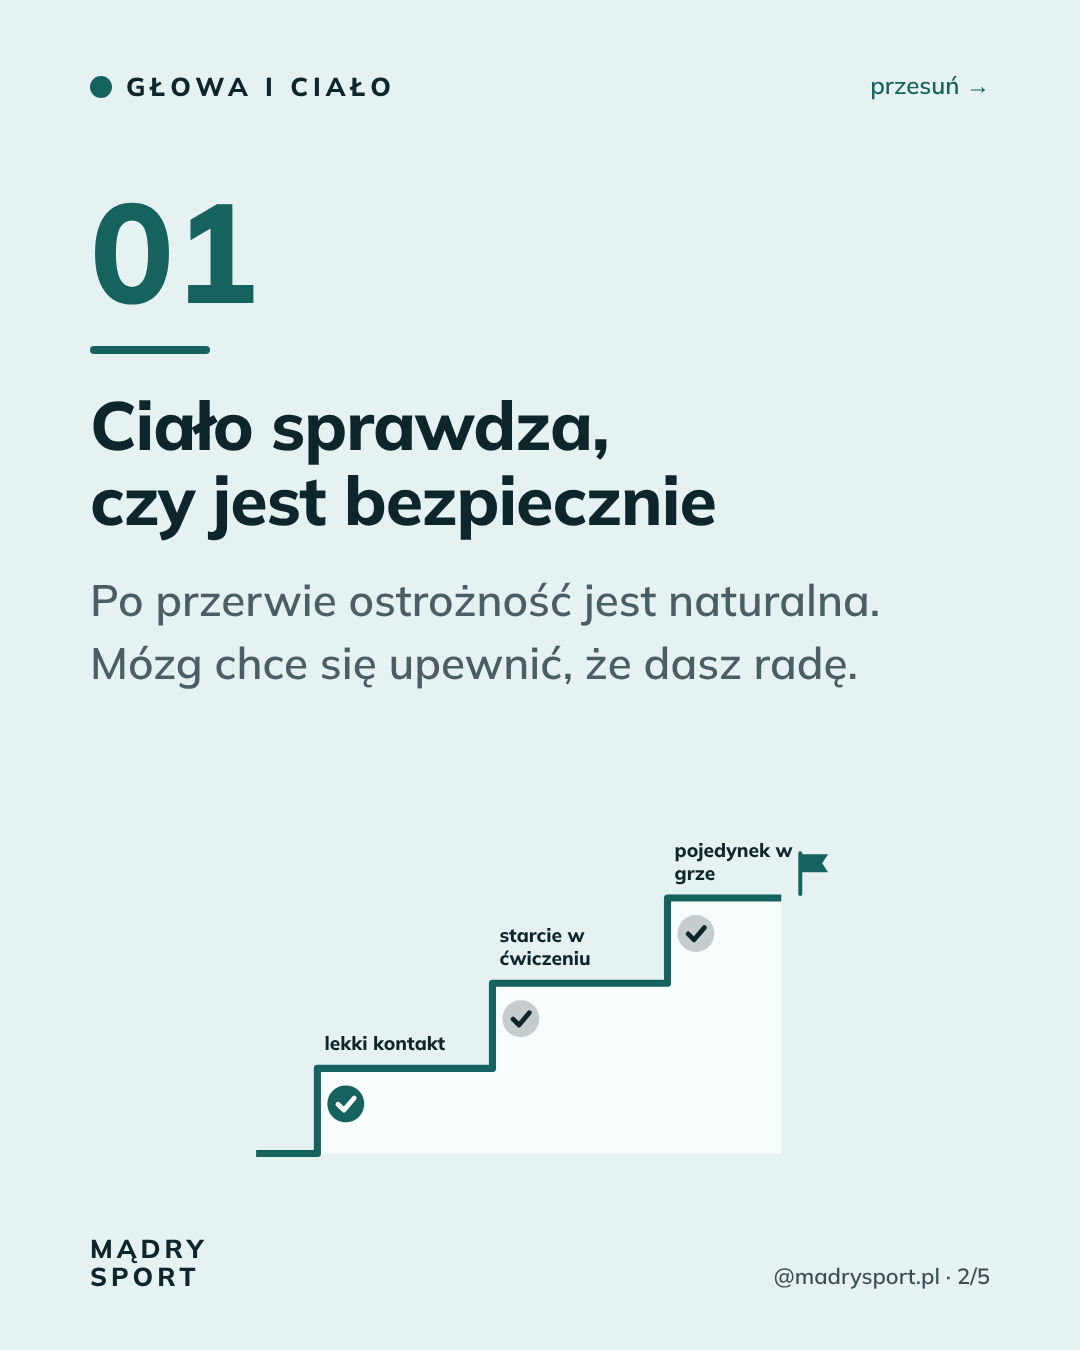 GŁOWA I CIAŁO
przesuń →
01
Ciało sprawdza,
czy jest bezpiecznie
Po przerwie ostrożność jest naturalna.
Mózg chce się upewnić, że dasz radę.
pojedynek w
grze
starcie w
ćwiczeniu
lekki kontakt
MĄDRY
SPORT
@madrysport.pl · 2/5